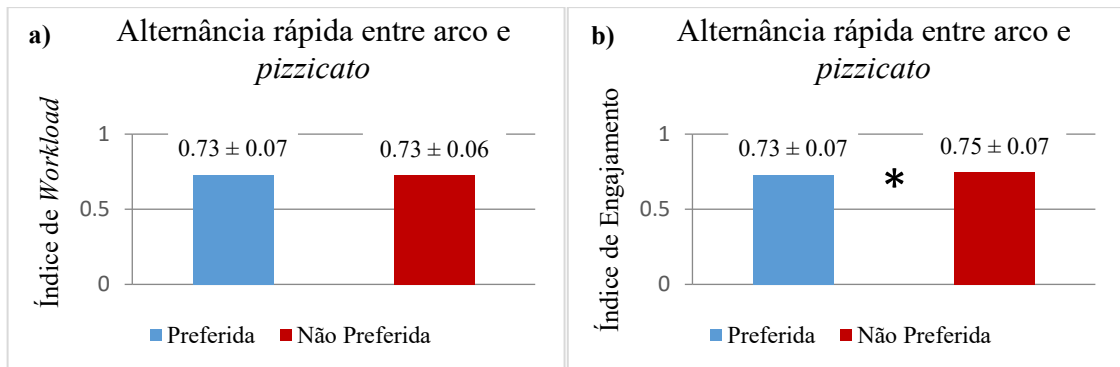 a)
Alternância rápida entre arco e
pizzicato
Índice de Workload
1
0.5
0
0.73 ± 0.07
0.73 ± 0.06
Preferida
Não Preferida
b)
Alternância rápida entre arco e
pizzicato
Índice de Engajamento
1
0.5
0
0.73 ± 0.07
*
0.75 ± 0.07
Preferida
Não Preferida